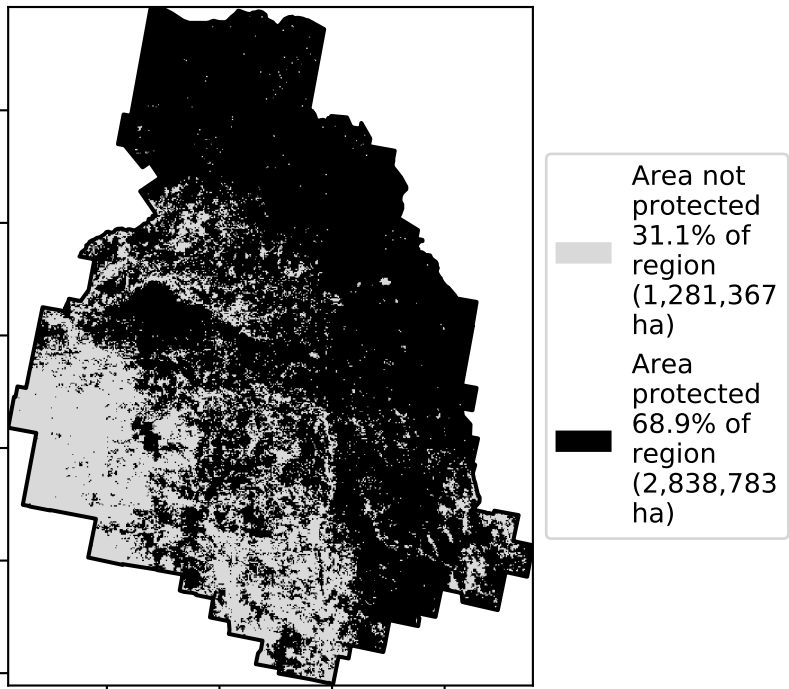 Area not
protected
31.1% of
region
(1,281,367
ha)
Area
protected
68.9% of
region
(2,838,783
ha)